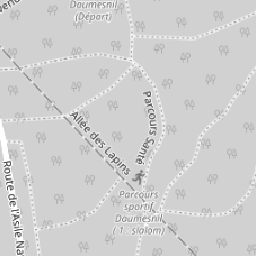 Doumesnil
(Départ)
Parcours Santé
Allée des Lapins
Route de l'Asile Na
Parcours
sportif
Doumesnil
( 1 - slalom)